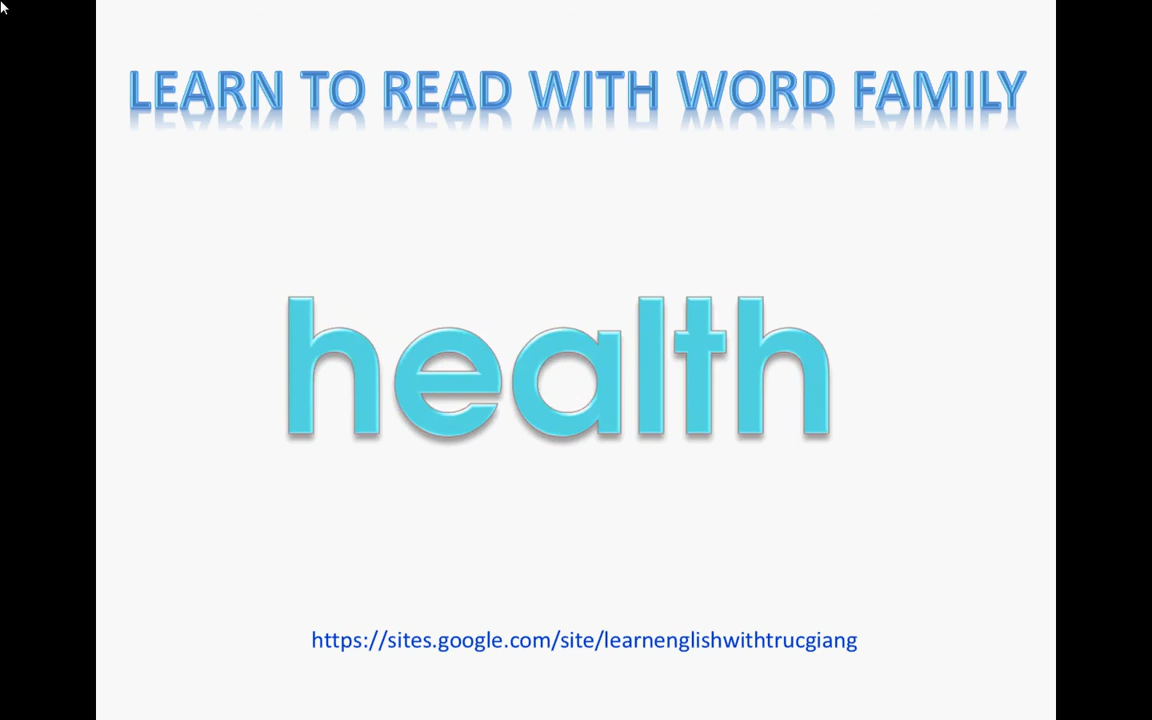 LEARN TO READ WITH WORD FAMILY
health
https://sites.google.com/site/learnenglishwithtrucgiang